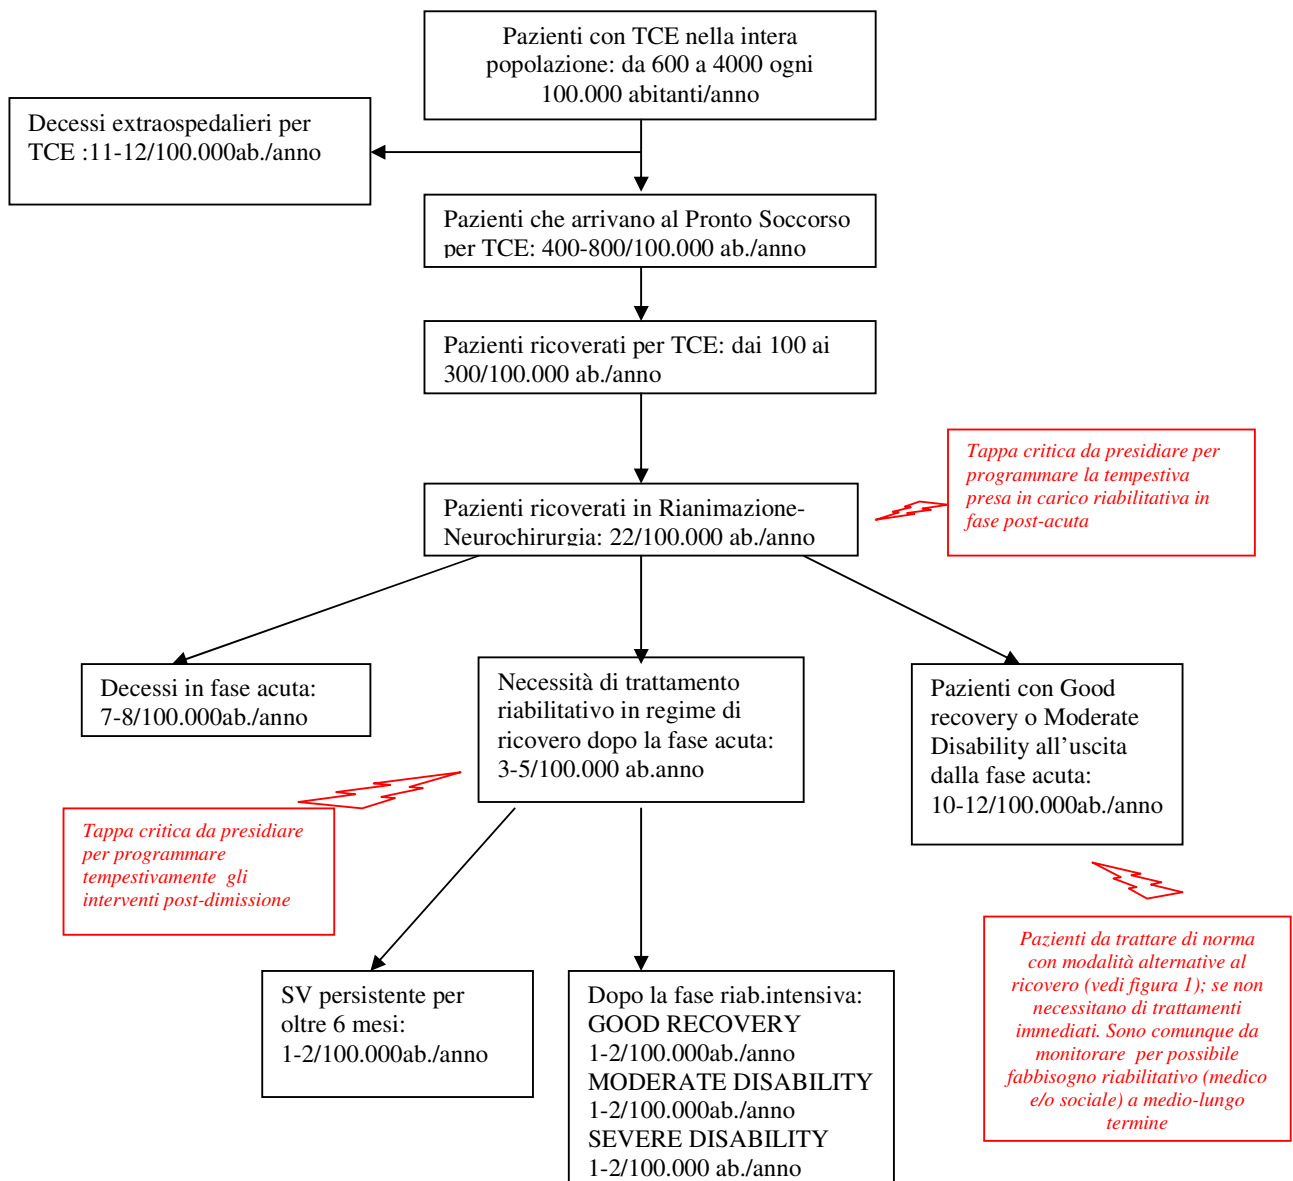 Pazienti con TCE nella intera
popolazione: da 600 a 4000 ogni
100.000 abitanti/anno
Decessi extraospedalieri per
TCE :11-12/100.000ab./anno
Pazienti che arrivano al Pronto Soccorso
per TCE: 400-800/100.000 ab./anno
Pazienti ricoverati per TCE: dai 100 ai
300/100.000 ab./anno
Tappa critica da presidiare per
programmare la tempestiva
presa in carico riabilitativa in
fase post-acuta
Pazienti ricoverati in Rianimazione-
Neurochirurgia: 22/100.000 ab./anno
Decessi in fase acuta:
7-8/100.000ab./anno
Necessità di trattamento
riabilitativo in regime di
ricovero dopo la fase acuta:
3-5/100.000 ab.anno
Pazienti con Good
recovery o Moderate
Disability all'uscita
dalla fase acuta:
10-12/100.000ab./anno
Tappa critica da presidiare
per programmare
tempestivamente  gli
interventi post-dimissione
SV persistente per
oltre 6 mesi:
1-2/100.000ab./anno
Dopo la fase riab.intensiva:
GOOD RECOVERY
1-2/100.000ab./anno
MODERATE DISABILITY
1-2/100.000ab./anno
SEVERE DISABILITY
1-2/100.000 ab./anno
Pazienti da trattare di norma
con modalità alternative al
ricovero (vedi figura 1); se non
necessitano di trattamenti
immediati. Sono comunque da
monitorare  per possibile
fabbisogno riabilitativo (medico
e/o sociale) a medio-lungo
termine